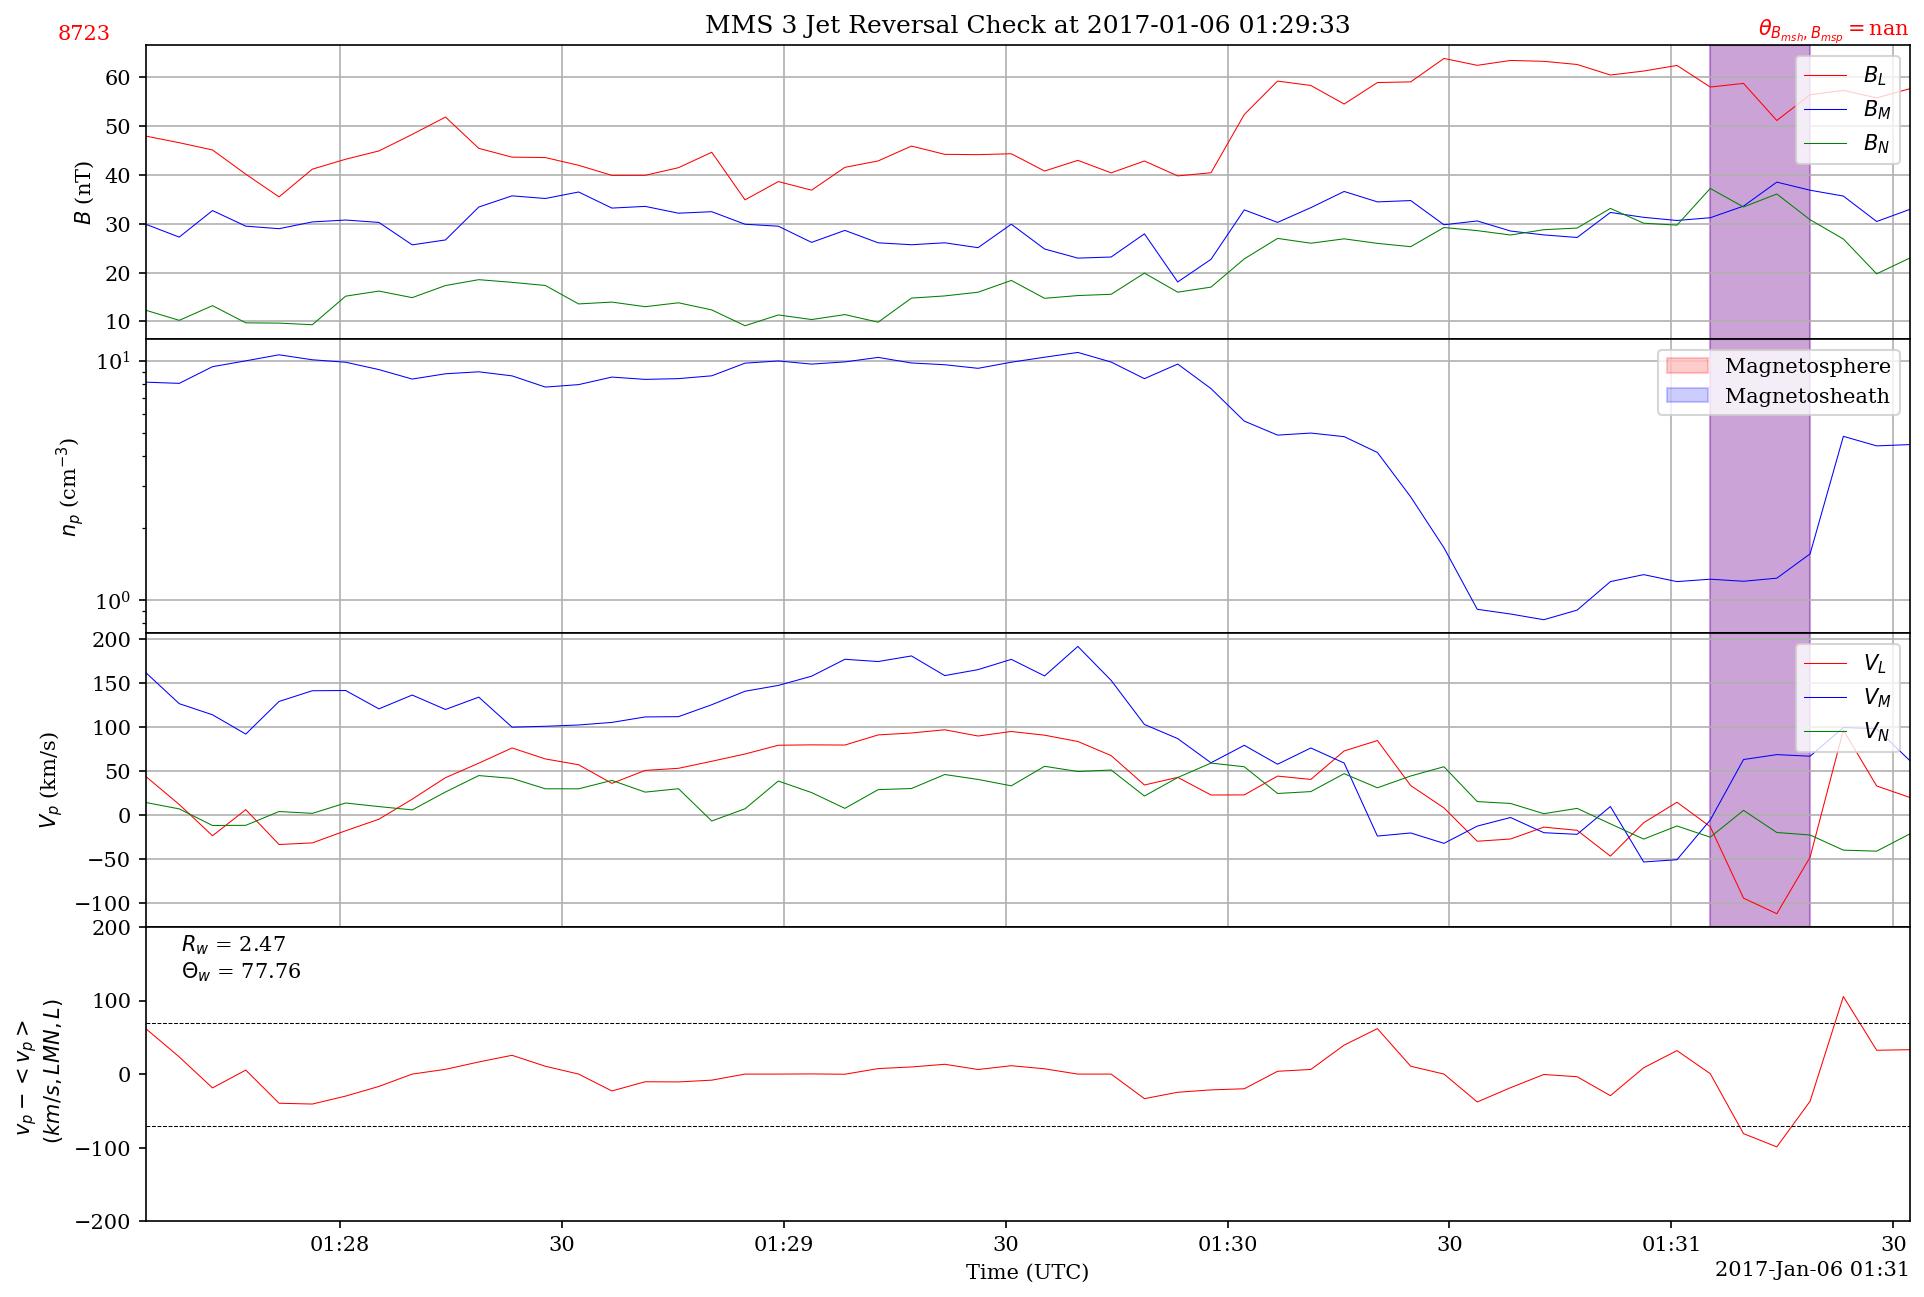 8723
MMS 3 Jet Reversal Check at 2017-01-06 01:29:33
θ_{B_{msh}, B_{msp}} = nan
B (nT)
60
50
40
30
20
10
B_L
B_M
B_N
n_p (cm^{-3})
10^1
10^0
Magnetosphere
Magnetosheath
V_p (km/s)
200
150
100
50
0
−50
−100
V_L
V_M
V_N
v_p − < v_p >
(km/s, LMN, L)
200
100
0
−100
−200
R_w = 2.47
Θ_w = 77.76
01:28
30
01:29
30
01:30
30
01:31
30
Time (UTC)
2017-Jan-06 01:31